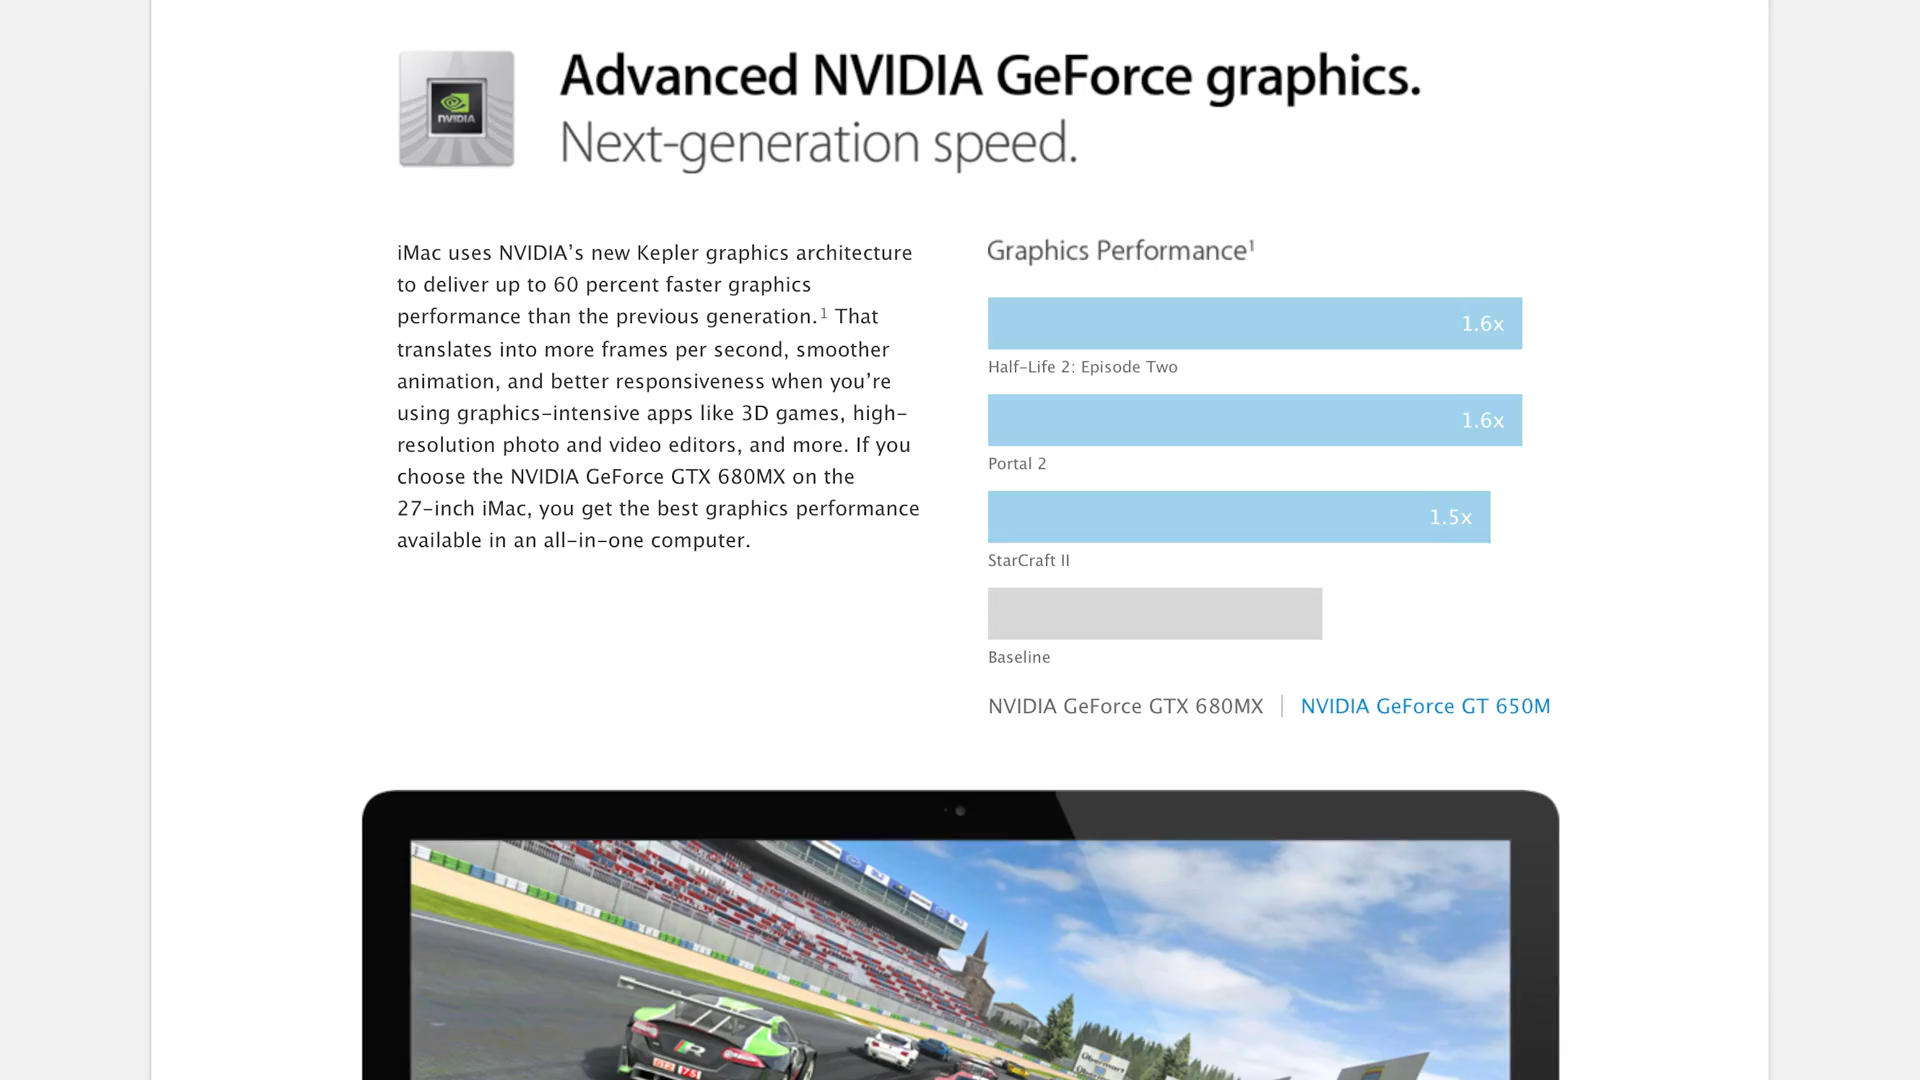 Advanced NVIDIA GeForce graphics.
Next-generation speed.
NVIDIA
iMac uses NVIDIA’s new Kepler graphics architecture
to deliver up to 60 percent faster graphics
performance than the previous generation.¹ That
translates into more frames per second, smoother
animation, and better responsiveness when you’re
using graphics-intensive apps like 3D games, high-
resolution photo and video editors, and more. If you
choose the NVIDIA GeForce GTX 680MX on the
27-inch iMac, you get the best graphics performance
available in an all-in-one computer.
Graphics Performance¹
1.6x
Half-Life 2: Episode Two
1.6x
Portal 2
1.5x
StarCraft II
Baseline
NVIDIA GeForce GTX 680MX
NVIDIA GeForce GT 650M
R
75